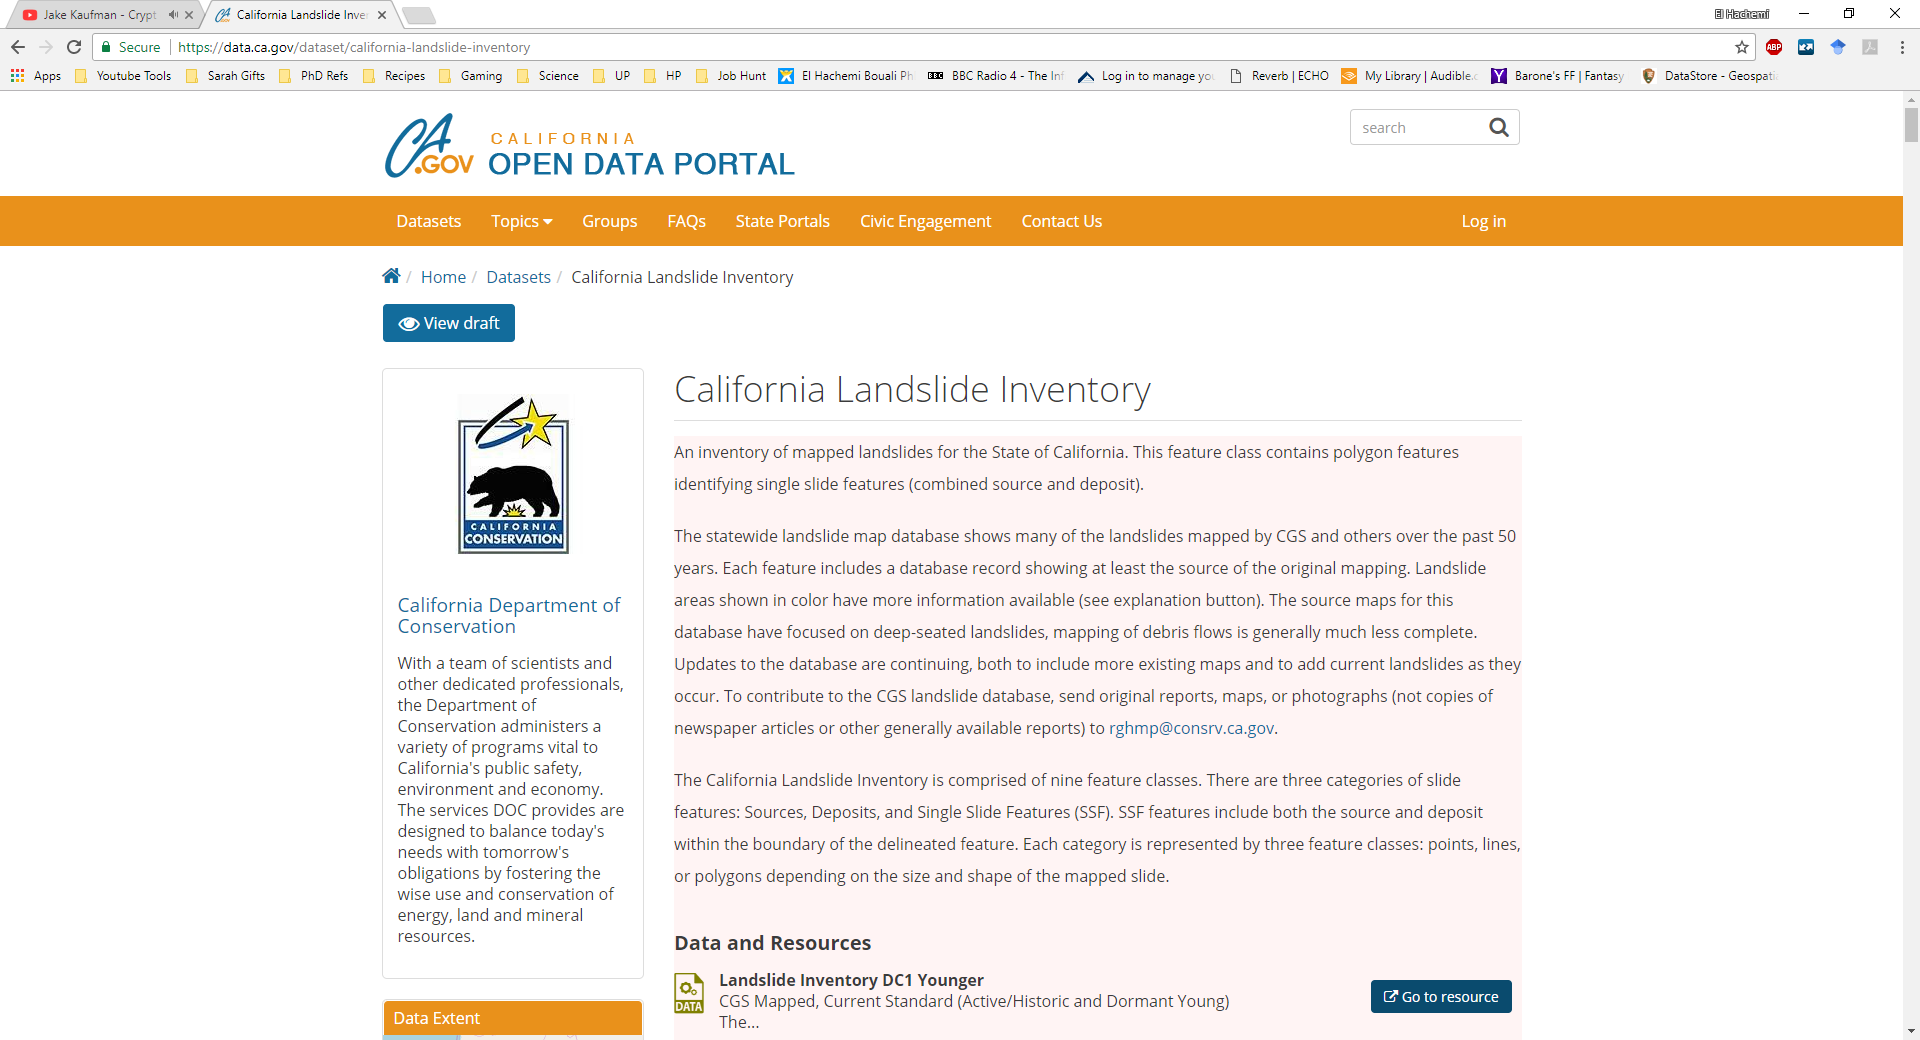 Jake Kaufman - Crypt
California Landslide Inve
El Hachemi
Secure
https://data.ca.gov/dataset/california-landslide-inventory
ABP
Apps Youtube Tools Sarah Gifts PhD Refs Recipes Gaming Science UP HP Job Hunt El Hachemi Bouali Ph BBC Radio 4 - The Inf Log in to manage you Reverb | ECHO My Library | Audible.c Barone's FF | Fantasy DataStore - Geospati
CA.GOV
CALIFORNIA
OPEN DATA PORTAL
search
Datasets Topics Groups FAQs State Portals Civic Engagement Contact Us Log in
/ Home / Datasets / California Landslide Inventory
View draft
CALIFORNIA
CONSERVATION
California Department of
Conservation
With a team of scientists and
other dedicated professionals,
the Department of
Conservation administers a
variety of programs vital to
California's public safety,
environment and economy.
The services DOC provides are
designed to balance today's
needs with tomorrow's
obligations by fostering the
wise use and conservation of
energy, land and mineral
resources.
Data Extent
California Landslide Inventory
An inventory of mapped landslides for the State of California. This feature class contains polygon features
identifying single slide features (combined source and deposit).
The statewide landslide map database shows many of the landslides mapped by CGS and others over the past 50
years. Each feature includes a database record showing at least the source of the original mapping. Landslide
areas shown in color have more information available (see explanation button). The source maps for this
database have focused on deep-seated landslides, mapping of debris flows is generally much less complete.
Updates to the database are continuing, both to include more existing maps and to add current landslides as they
occur. To contribute to the CGS landslide database, send original reports, maps, or photographs (not copies of
newspaper articles or other generally available reports) to rghmp@consrv.ca.gov.
The California Landslide Inventory is comprised of nine feature classes. There are three categories of slide
features: Sources, Deposits, and Single Slide Features (SSF). SSF features include both the source and deposit
within the boundary of the delineated feature. Each category is represented by three feature classes: points, lines,
or polygons depending on the size and shape of the mapped slide.
Data and Resources
DATA
Landslide Inventory DC1 Younger
CGS Mapped, Current Standard (Active/Historic and Dormant Young)
The...
Go to resource